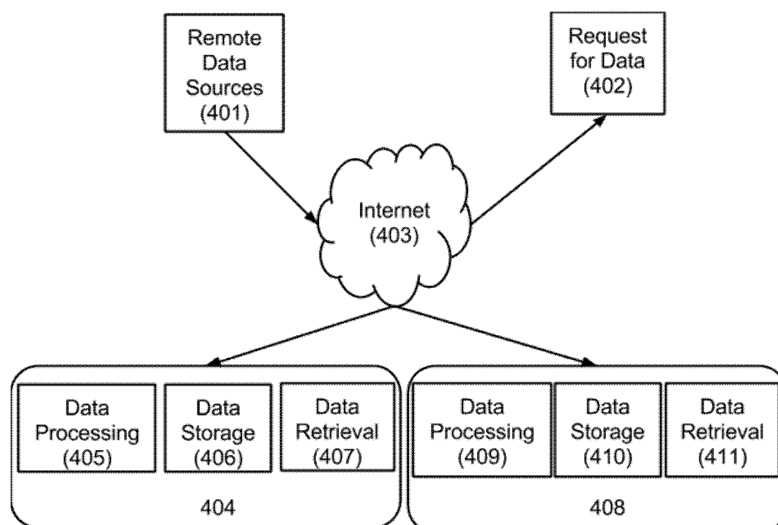 Remote
Data
Sources
(401)
Request
for Data
(402)
Internet
(403)
Data
Processing
(405)
Data
Storage
(406)
Data
Retrieval
(407)
404
Data
Processing
(409)
Data
Storage
(410)
Data
Retrieval
(411)
408